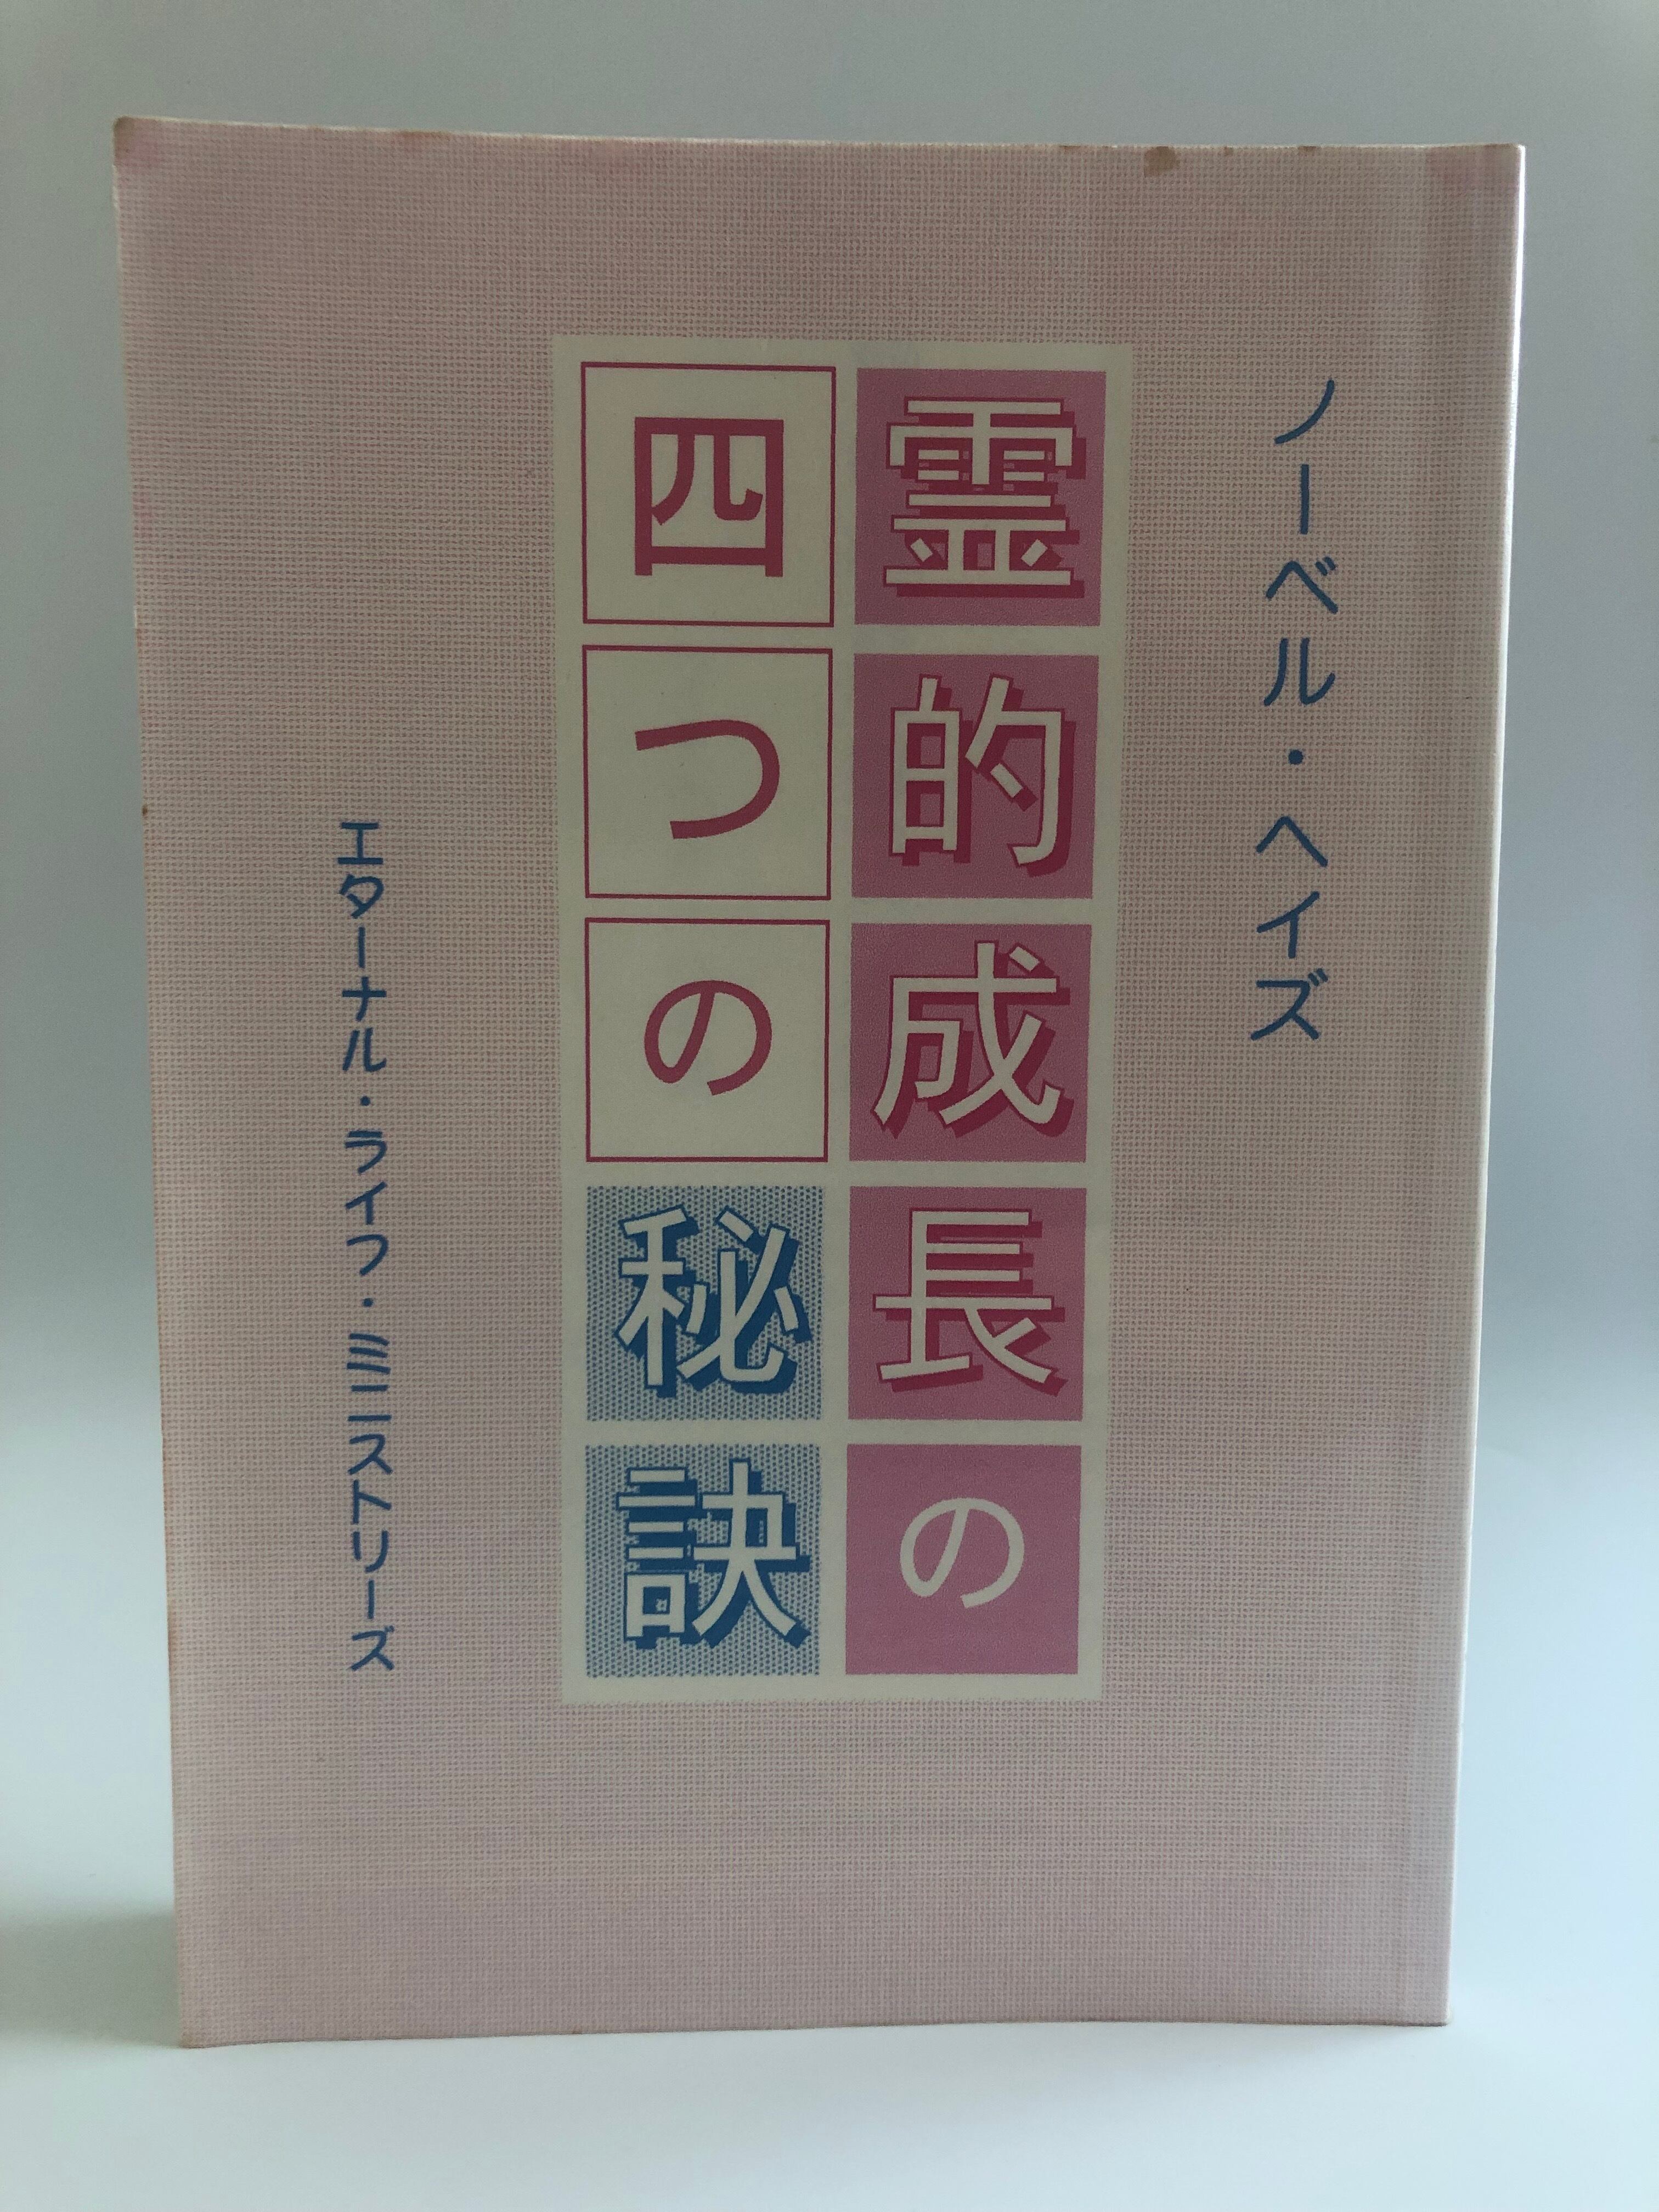 ノーベル・ヘイズ
霊的成長の
四つの秘訣
エターナル・ライフ・ミニストリーズ